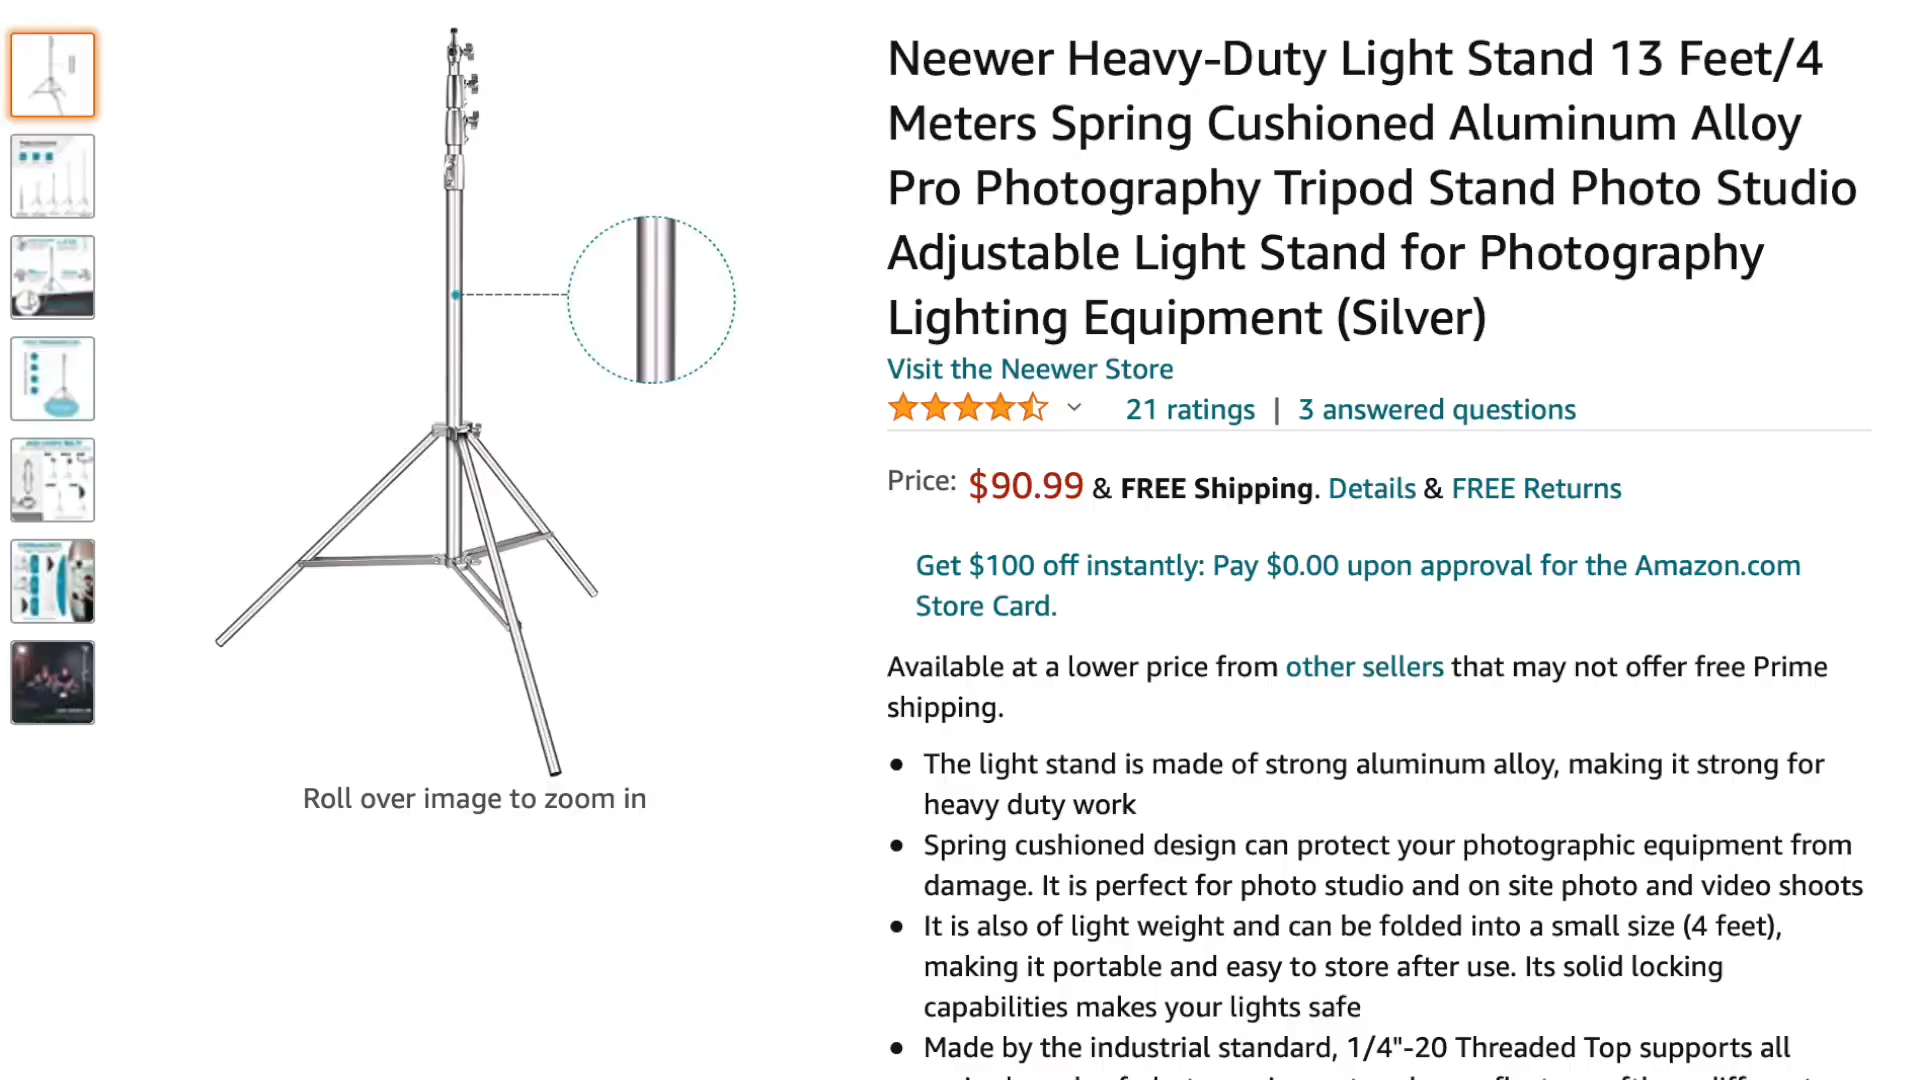 Neewer Heavy-Duty Light Stand 13 Feet/4
Meters Spring Cushioned Aluminum Alloy
Pro Photography Tripod Stand Photo Studio
Adjustable Light Stand for Photography
Lighting Equipment (Silver)
Visit the Neewer Store
21 ratings | 3 answered questions
Price: $90.99 & FREE Shipping. Details & FREE Returns
Get $100 off instantly: Pay $0.00 upon approval for the Amazon.com
Store Card.
Available at a lower price from other sellers that may not offer free Prime
shipping.
• The light stand is made of strong aluminum alloy, making it strong for
heavy duty work
• Spring cushioned design can protect your photographic equipment from
damage. It is perfect for photo studio and on site photo and video shoots
• It is also of light weight and can be folded into a small size (4 feet),
making it portable and easy to store after use. Its solid locking
capabilities makes your lights safe
• Made by the industrial standard, 1/4"-20 Threaded Top supports all
Roll over image to zoom in